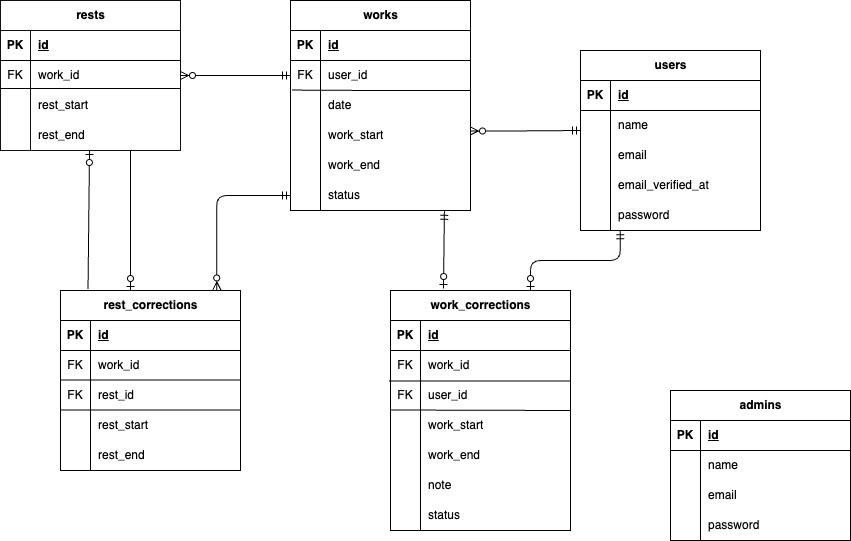 rests
PK id
FK work_id
rest_start
rest_end
works
PK id
FK user_id
date
work_start
work_end
status
users
PK id
name
email
email_verified_at
password
rest_corrections
PK id
FK work_id
FK rest_id
rest_start
rest_end
work_corrections
PK id
FK work_id
FK user_id
work_start
work_end
note
status
admins
PK id
name
email
password